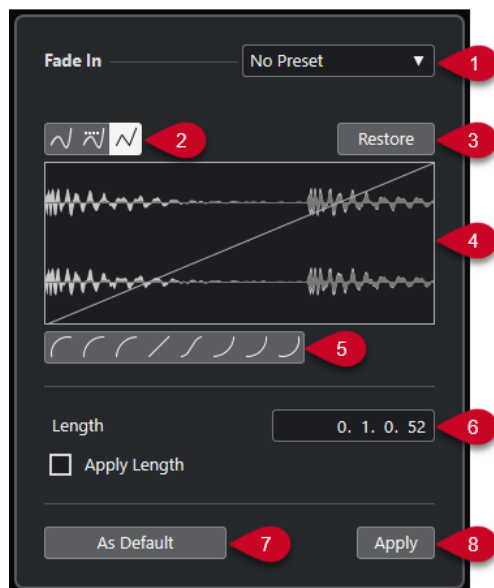 Fade In No Preset 1
2 Restore 3
4
5
Length 0. 1. 0. 52 6
Apply Length
As Default 7 Apply 8